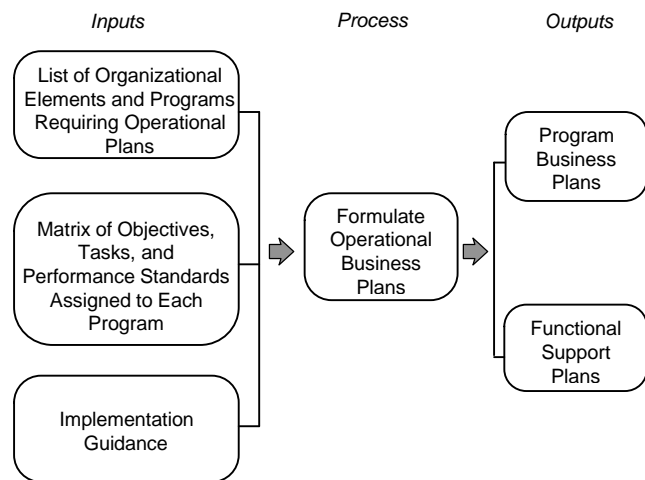 Inputs
Process
Outputs
List of Organizational
Elements and Programs
Requiring Operational
Plans
Matrix of Objectives,
Tasks, and
Performance Standards
Assigned to Each
Program
Implementation
Guidance
Formulate
Operational
Business
Plans
Program
Business
Plans
Functional
Support
Plans